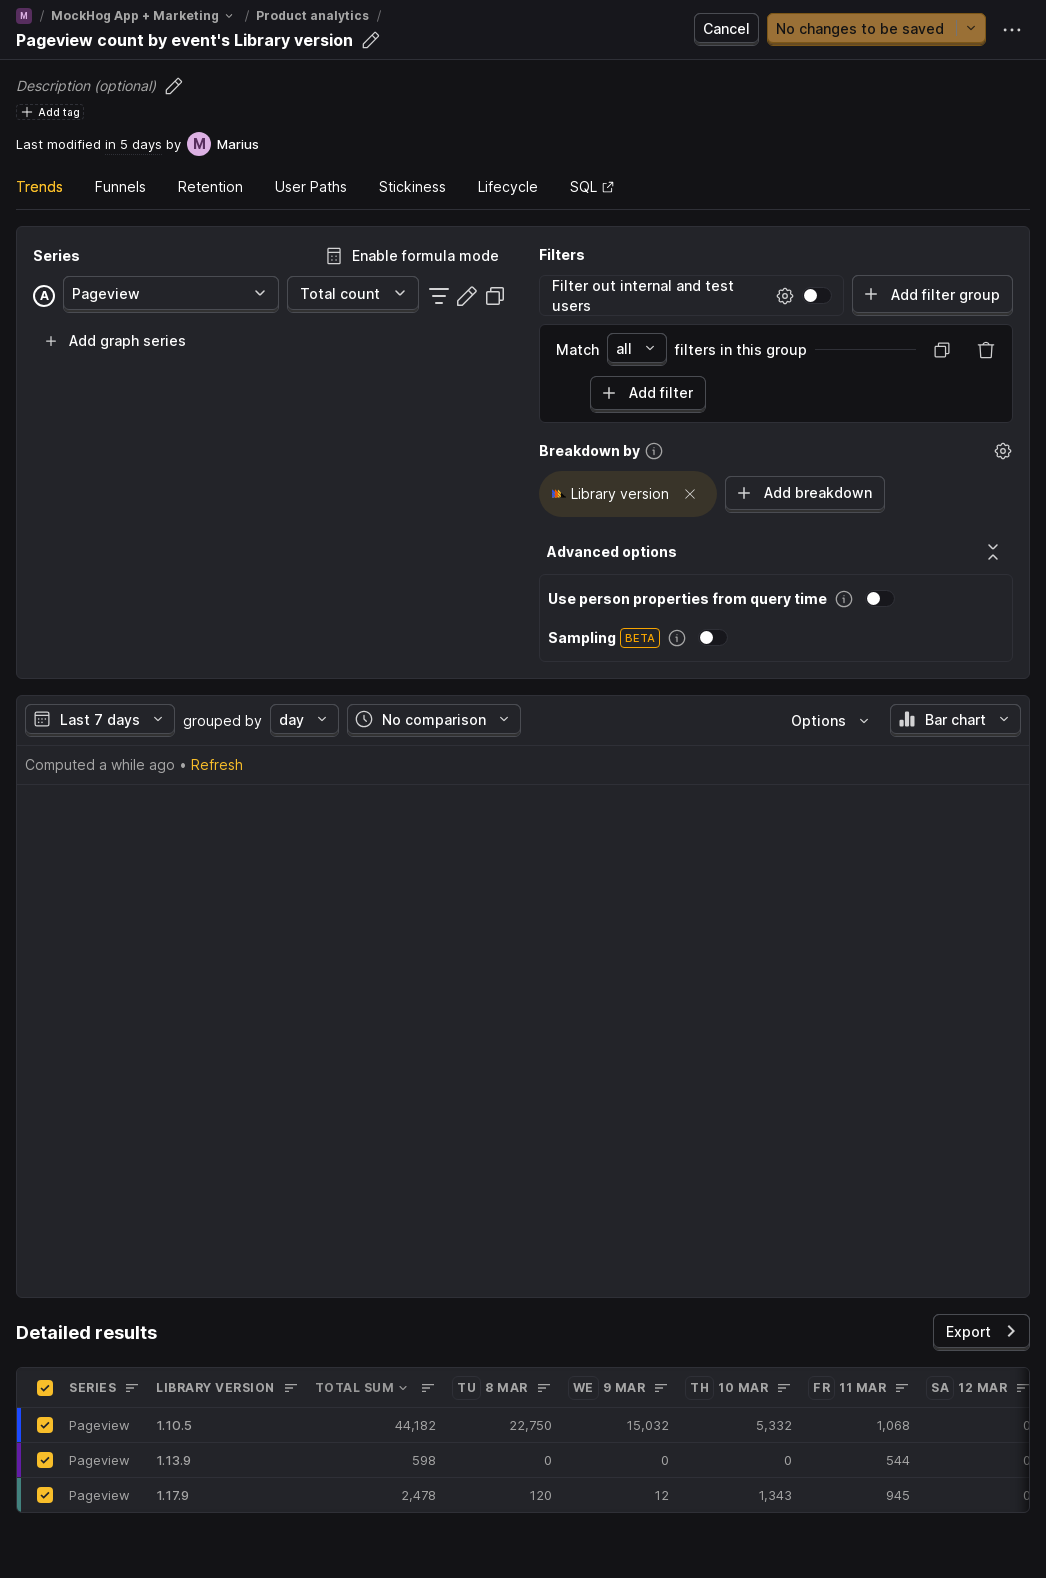 M / MockHog App + Marketing / Product analytics /
Pageview count by event's Library version
Cancel
No changes to be saved
Description (optional)
Add tag
Last modified in 5 days by M Marius
Trends Funnels Retention User Paths Stickiness Lifecycle SQL
Series
Enable formula mode
A Pageview Total count
Add graph series
Filters
Filter out internal and test
users
Add filter group
Match all filters in this group
Add filter
Breakdown by
Library version
Add breakdown
Advanced options
Use person properties from query time
Sampling BETA
Last 7 days grouped by day No comparison Options Bar chart
Computed a while ago • Refresh
Detailed results
Export
SERIES LIBRARY VERSION TOTAL SUM TU 8 MAR WE 9 MAR TH 10 MAR FR 11 MAR SA 12 MAR
Pageview 1.10.5 44,182 22,750 15,032 5,332 1,068 0
Pageview 1.13.9 598 0 0 0 544 0
Pageview 1.17.9 2,478 120 12 1,343 945 0